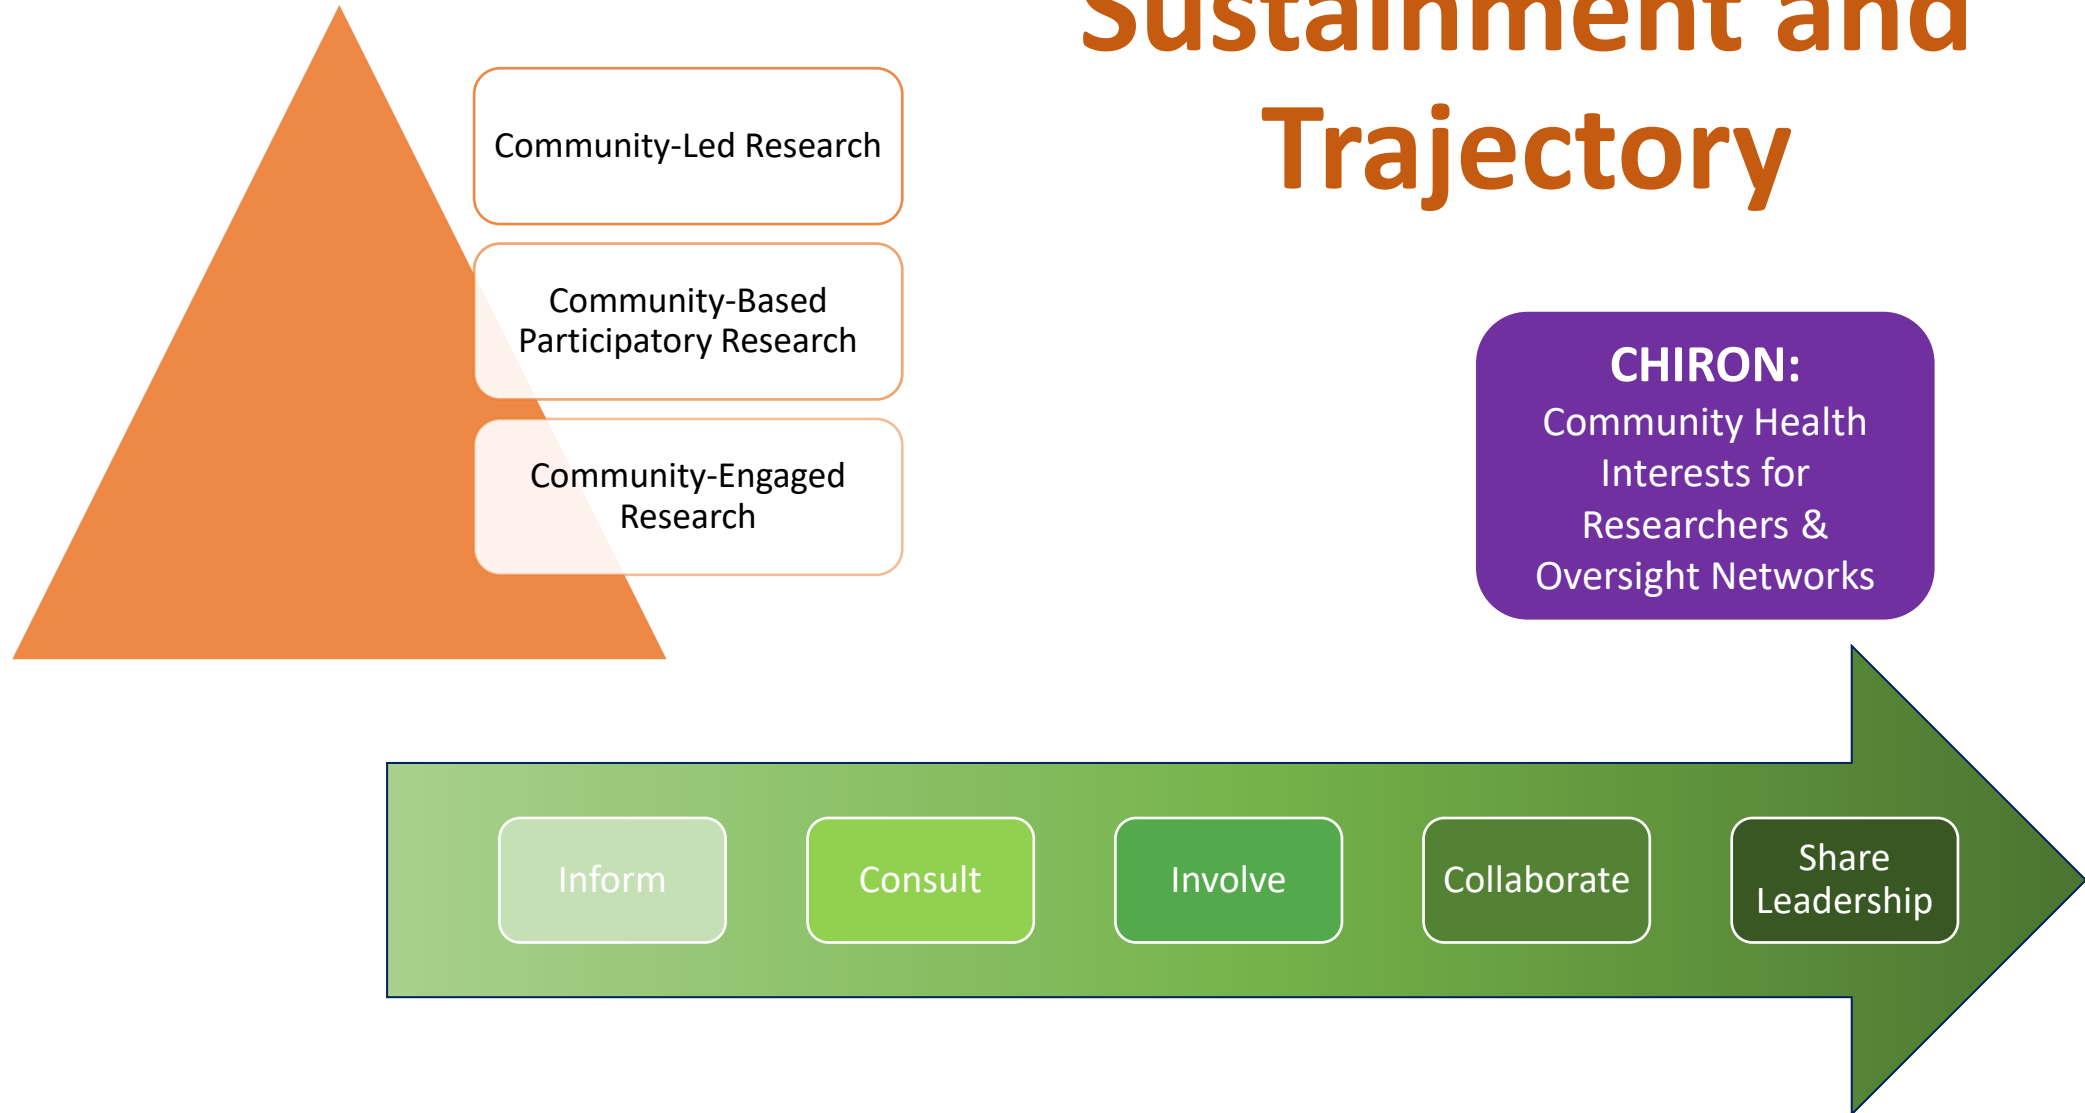 Sustainment and
Trajectory
Community-Led Research
Community-Based
Participatory Research
Community-Engaged
Research
CHIRON:
Community Health
Interests for
Researchers &
Oversight Networks
Inform
Consult
Involve
Collaborate
Share
Leadership